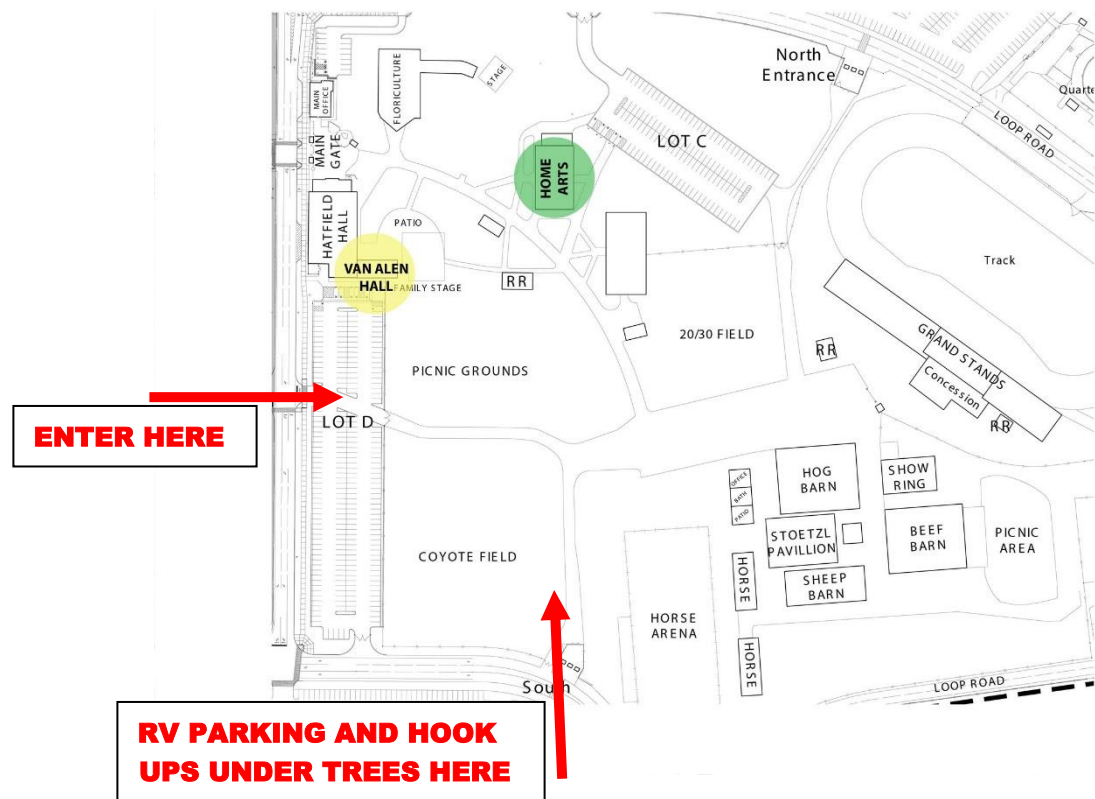 North
Entrance
STAGE
FLORICULTURE
MAIN
OFFICE
LOOP ROAD
LOT C
MAIN
GATE
HOME
ARTS
HATFIELD
HALL
PATIO
VAN ALEN
HALL
FAMILY STAGE
RR
Track
20/30 FIELD
RR
GRAND STANDS
Concession
RR
PICNIC GROUNDS
ENTER HERE
LOT D
OFFICE
BATH
PATIO
HOG
BARN
SHOW
RING
STOETZL
PAVILLION
BEEF
BARN
PICNIC
AREA
COYOTE FIELD
HORSE
SHEEP
BARN
HORSE
ARENA
HORSE
LOOP ROAD
South
RV PARKING AND HOOK
UPS UNDER TREES HERE